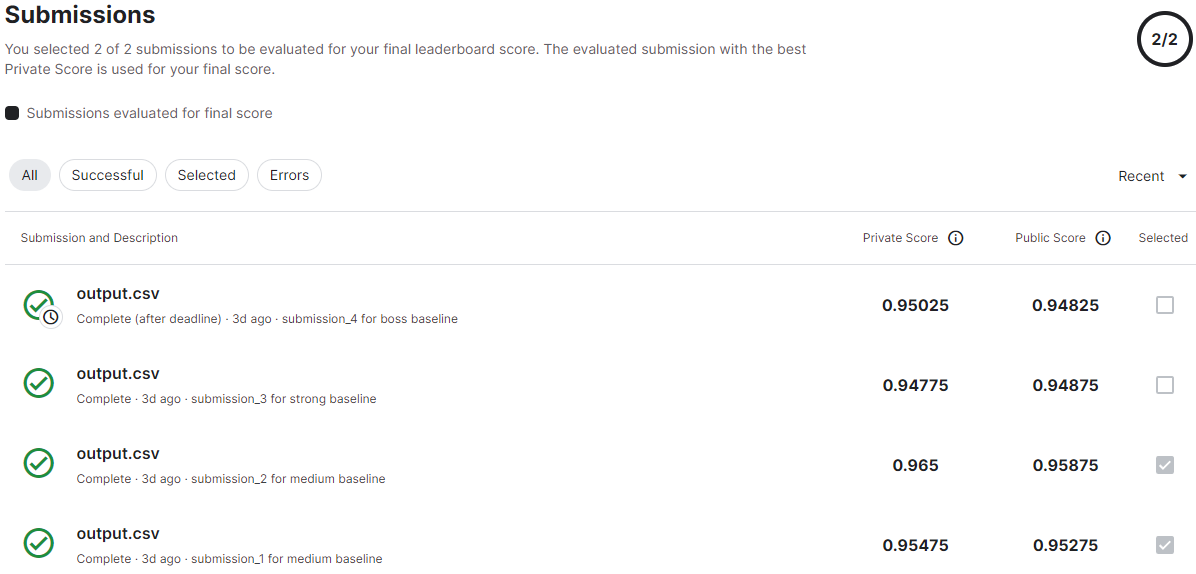 Submissions
You selected 2 of 2 submissions to be evaluated for your final leaderboard score. The evaluated submission with the best
Private Score is used for your final score.
2/2
Submissions evaluated for final score
All Successful Selected Errors Recent
Submission and Description Private Score Public Score Selected
output.csv
Complete (after deadline) · 3d ago · submission_4 for boss baseline
0.95025 0.94825
output.csv
Complete · 3d ago · submission_3 for strong baseline
0.94775 0.94875
output.csv
Complete · 3d ago · submission_2 for medium baseline
0.965 0.95875
output.csv
Complete · 3d ago · submission_1 for medium baseline
0.95475 0.95275